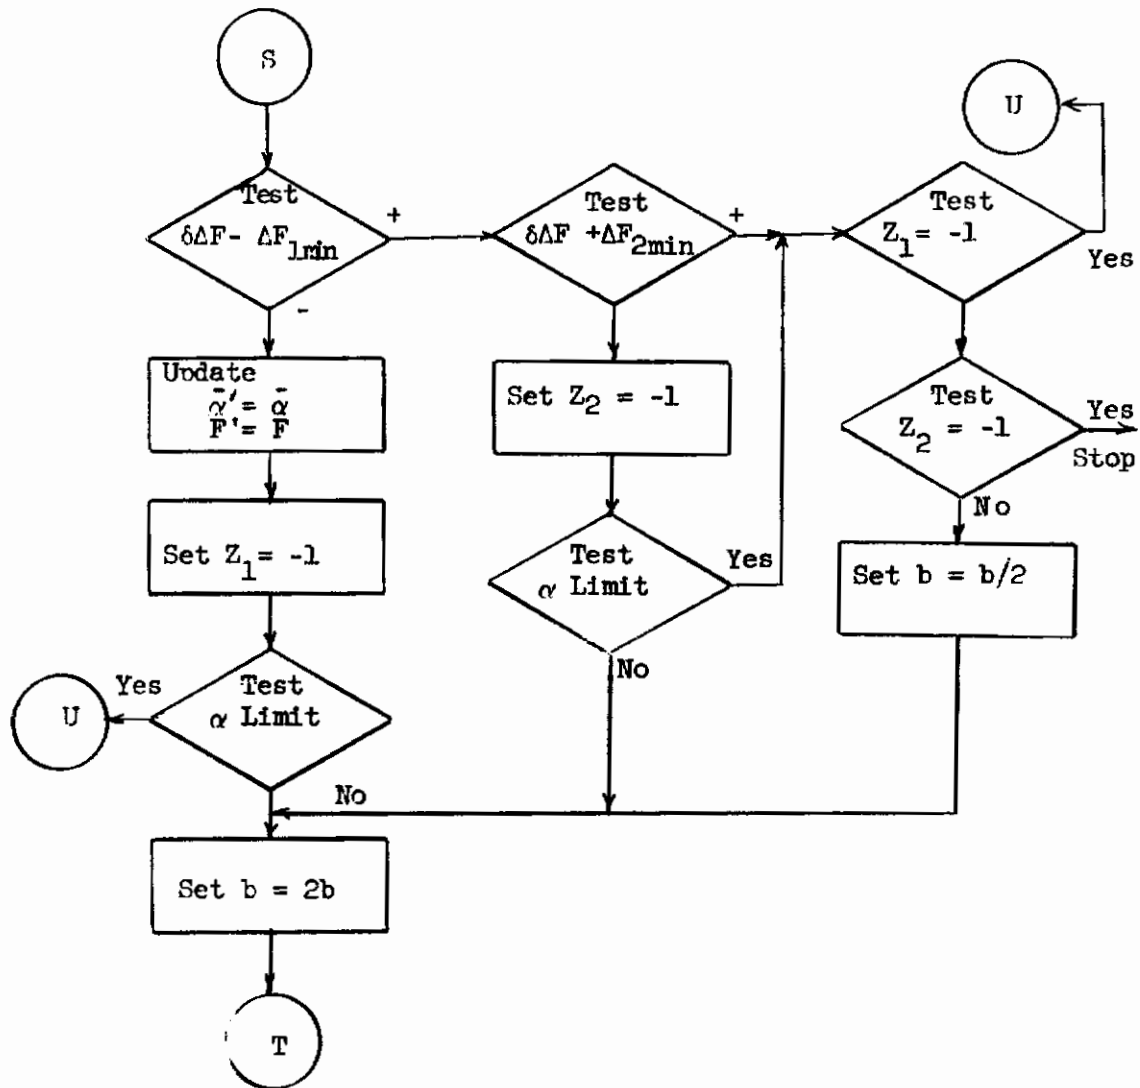 S
U
Test
δΔF - ΔF1min
+
-
Test
δΔF +ΔF2min
+
Test
Z1 = -1
Yes
Update
ᾱ' = ᾱ
F' = F
Set Z2 = -1
Test
Z2 = -1
Yes
Stop
No
Set Z1 = -1
Test
α Limit
Yes
No
Set b = b/2
Yes
U
Test
α Limit
No
Set b = 2b
T